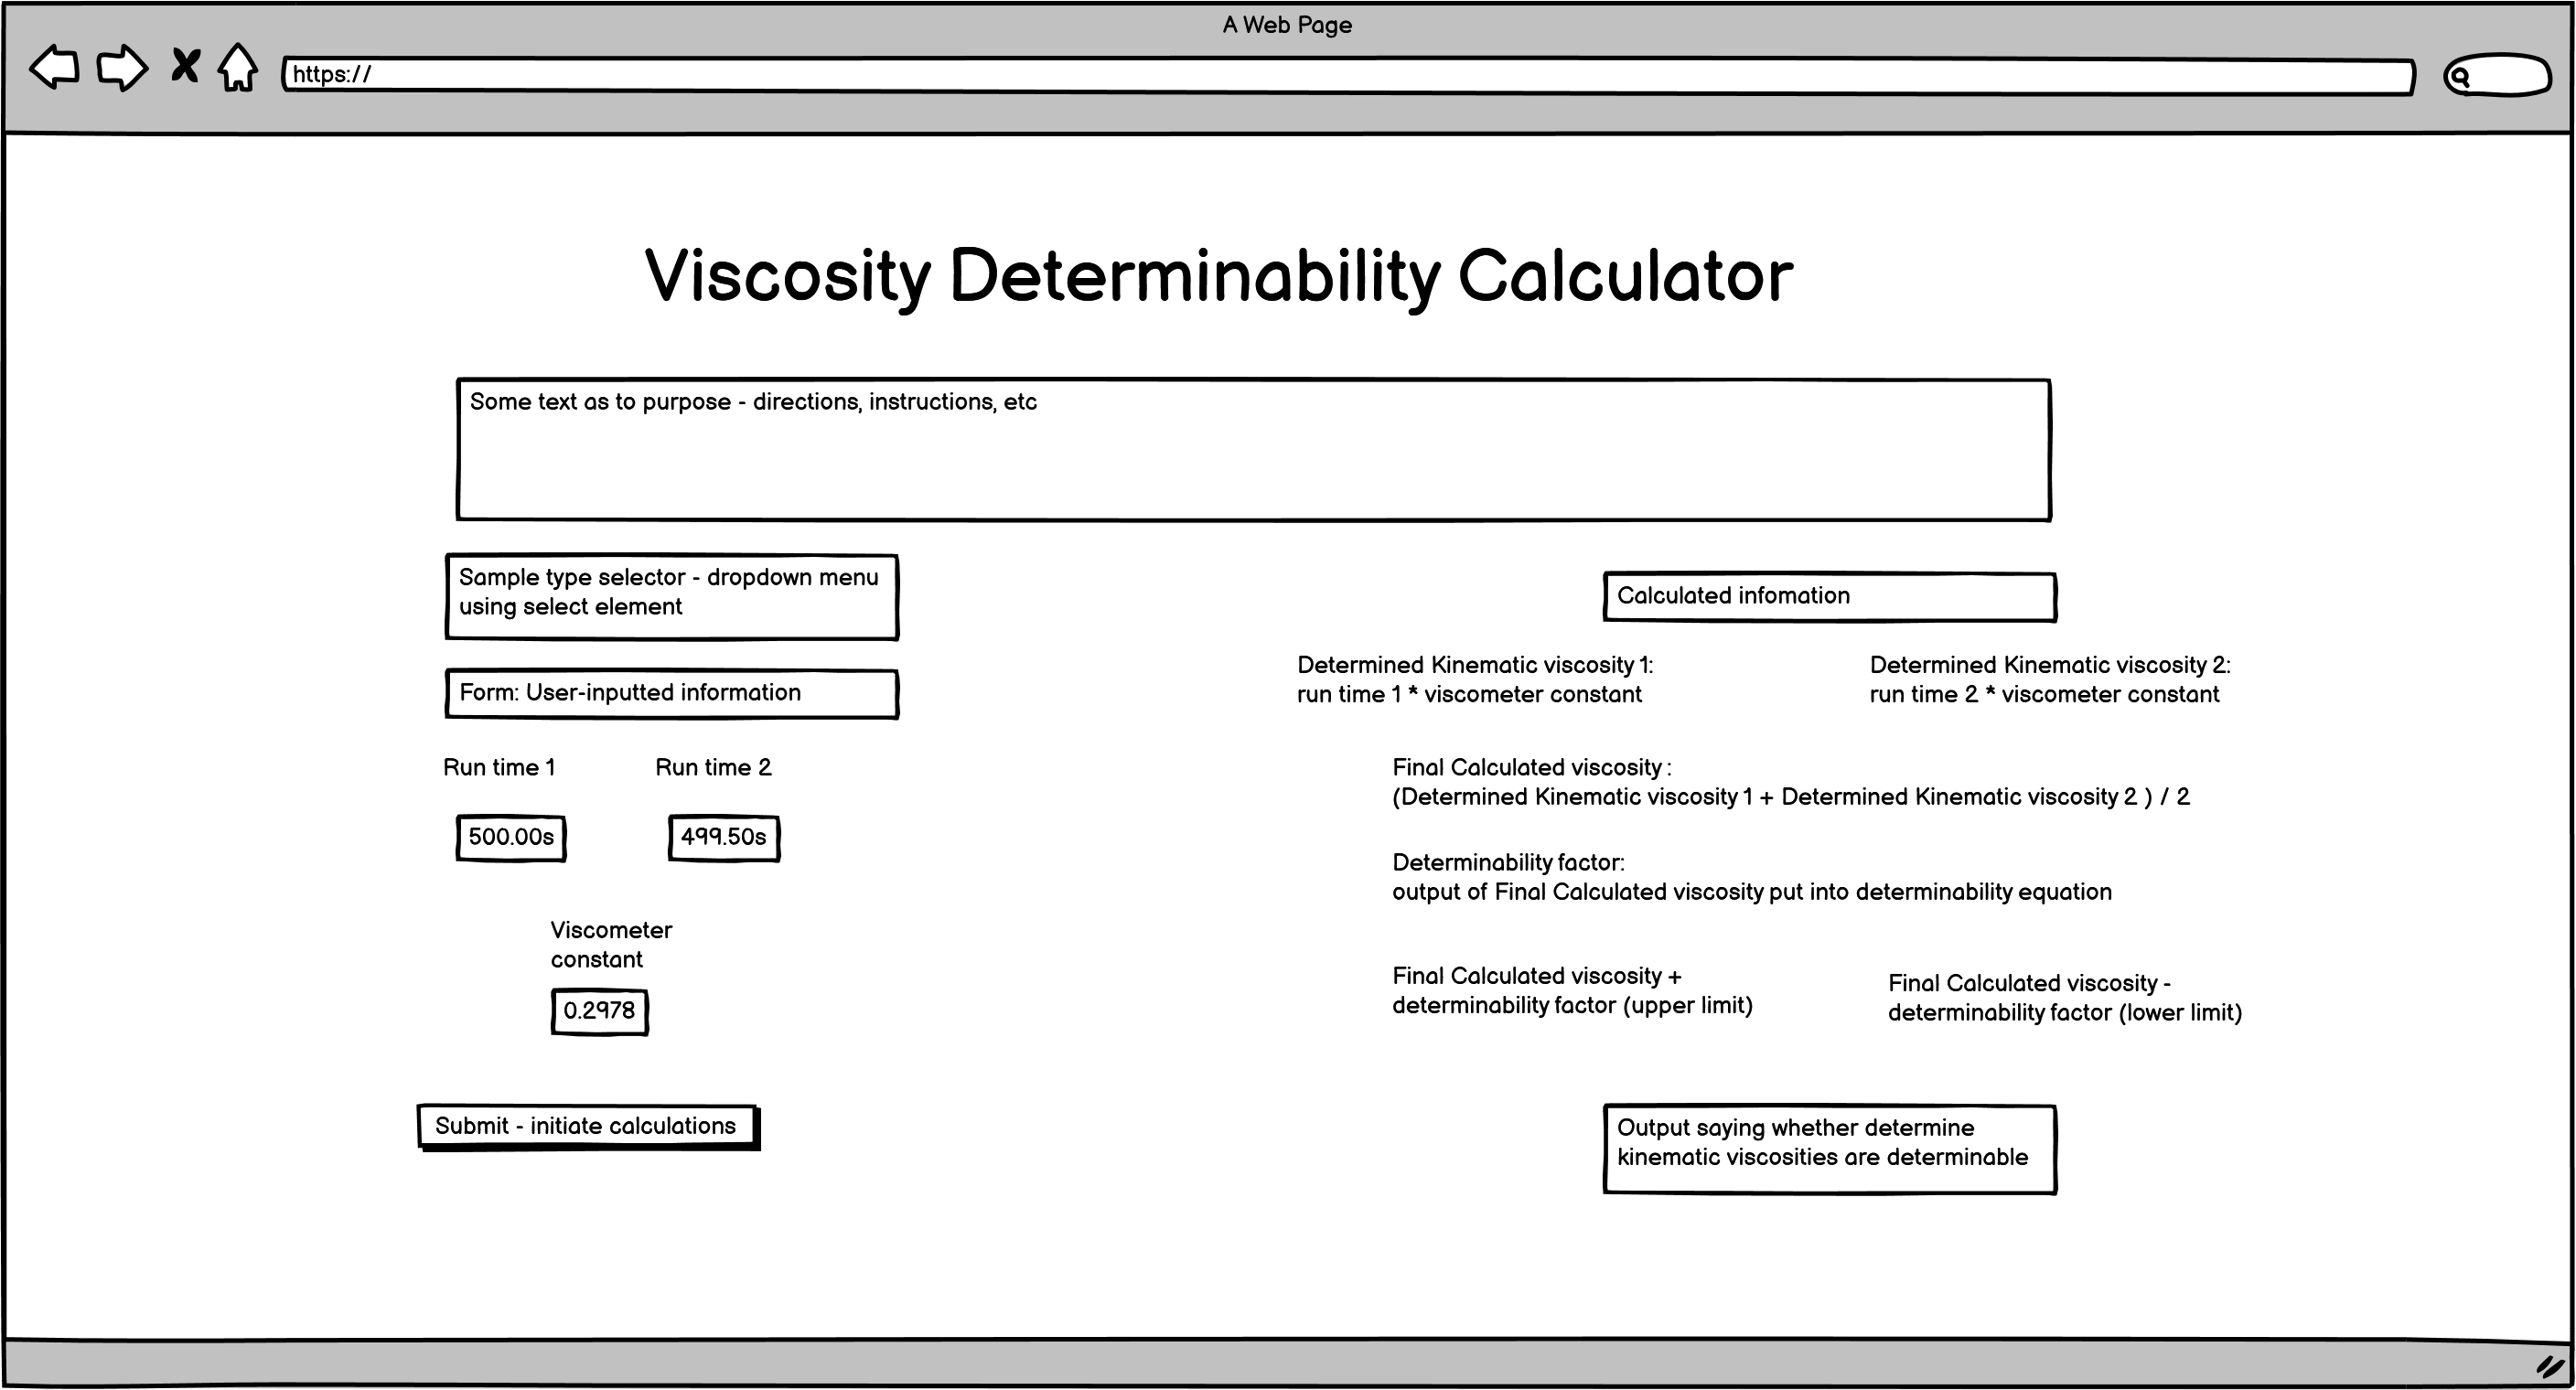 A Web Page
https://
Viscosity Determinability Calculator
Some text as to purpose - directions, instructions, etc
Sample type selector - dropdown menu
using select element
Form: User-inputted information
Run time 1
Run time 2
500.00s
499.50s
Viscometer
constant
0.2978
Submit - initiate calculations
Calculated infomation
Determined Kinematic viscosity 1:
run time 1 * viscometer constant
Determined Kinematic viscosity 2:
run time 2 * viscometer constant
Final Calculated viscosity :
(Determined Kinematic viscosity 1 + Determined Kinematic viscosity 2 ) / 2
Determinability factor:
output of Final Calculated viscosity put into determinability equation
Final Calculated viscosity +
determinability factor (upper limit)
Final Calculated viscosity -
determinability factor (lower limit)
Output saying whether determine
kinematic viscosities are determinable